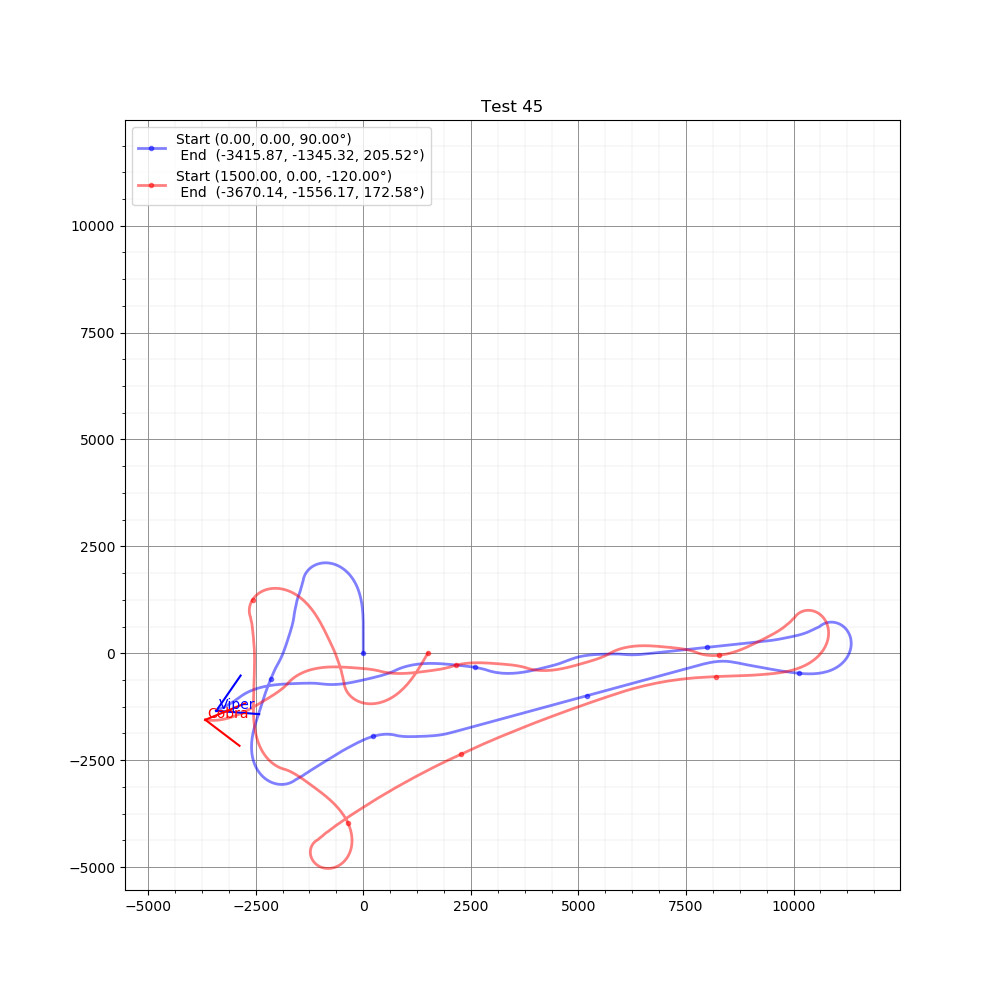 Test 45
Start (0.00, 0.00, 90.00°)
End  (-3415.87, -1345.32, 205.52°)
Start (1500.00, 0.00, -120.00°)
End  (-3670.14, -1556.17, 172.58°)
10000
7500
5000
2500
0
−2500
−5000
Viper
Cobra
−5000 −2500 0 2500 5000 7500 10000